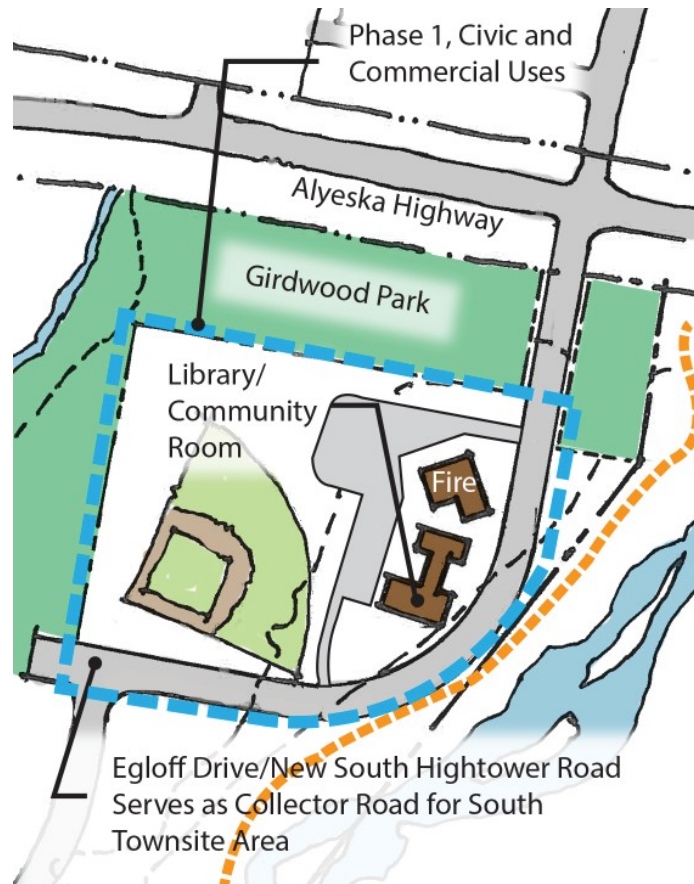 Phase 1, Civic and
Commercial Uses
Alyeska Highway
Girdwood Park
Library/
Community
Room
Fire
Egloff Drive/New South Hightower Road
Serves as Collector Road for South
Townsite Area